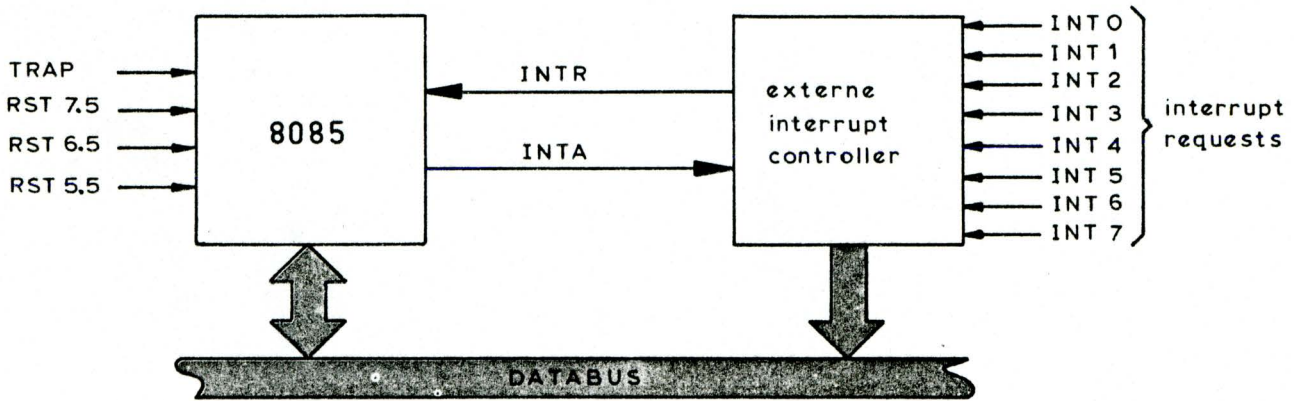 TRAP
RST 7.5
RST 6.5
RST 5.5
8085
INTR
INTA
externe
interrupt
controller
INT 0
INT 1
INT 2
INT 3
INT 4
INT 5
INT 6
INT 7
interrupt
requests
DATABUS